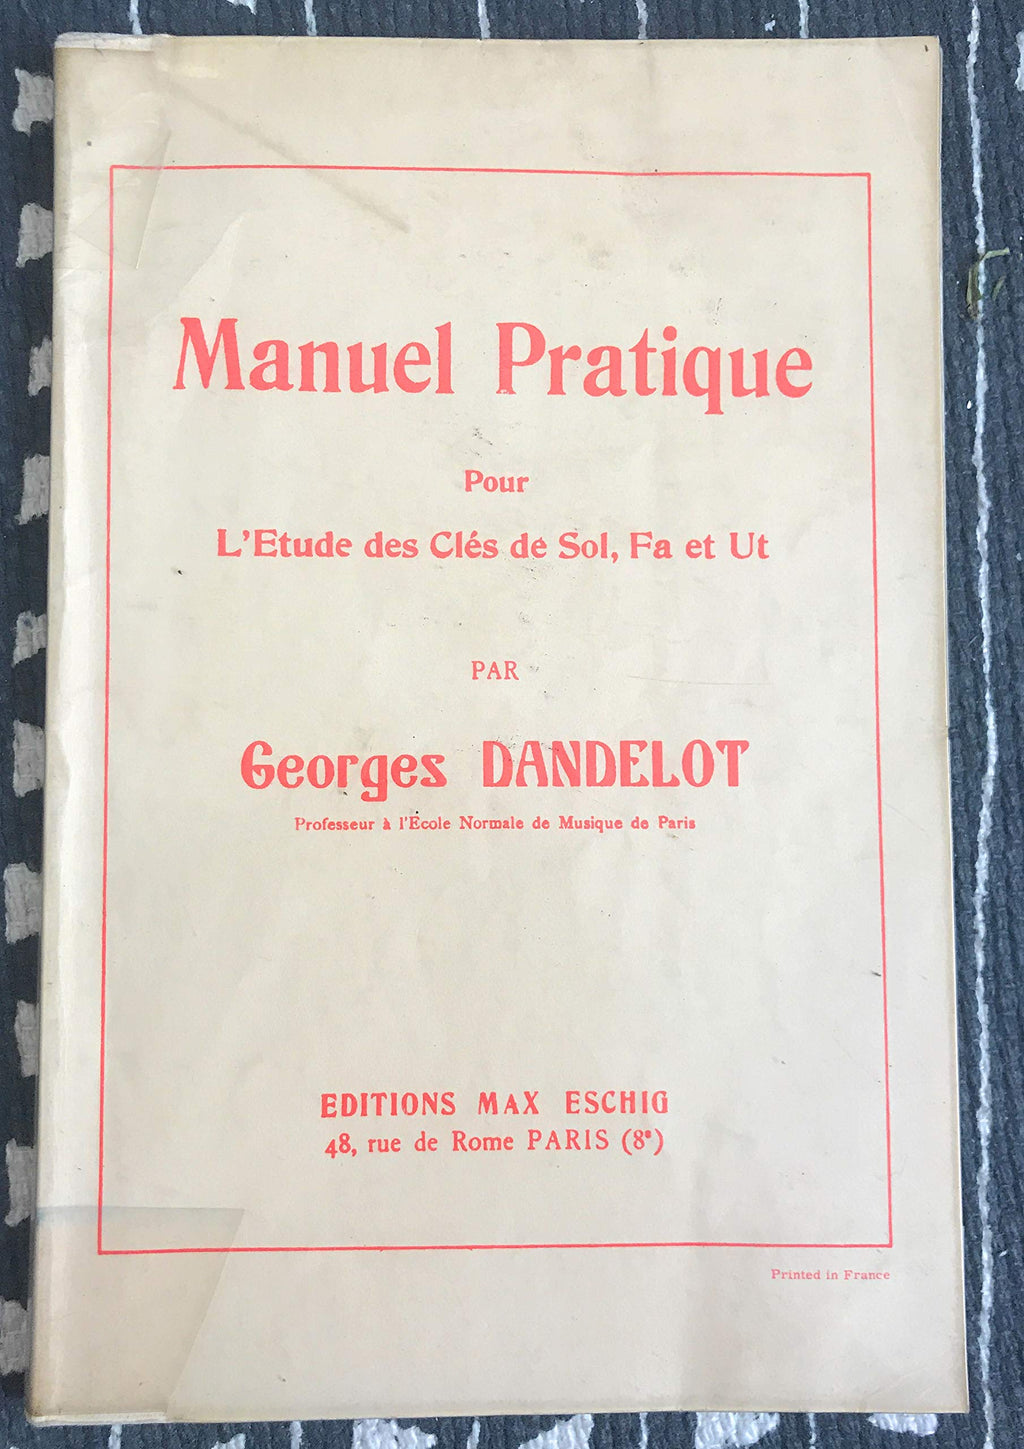 Manuel Pratique
Pour
L'Etude des Clés de Sol, Fa et Ut
PAR
Georges DANDELOT
Professeur à l'École Normale de Musique de Paris
EDITIONS MAX ESCHIG
48, rue de Rome PARIS (8e)
Printed in France